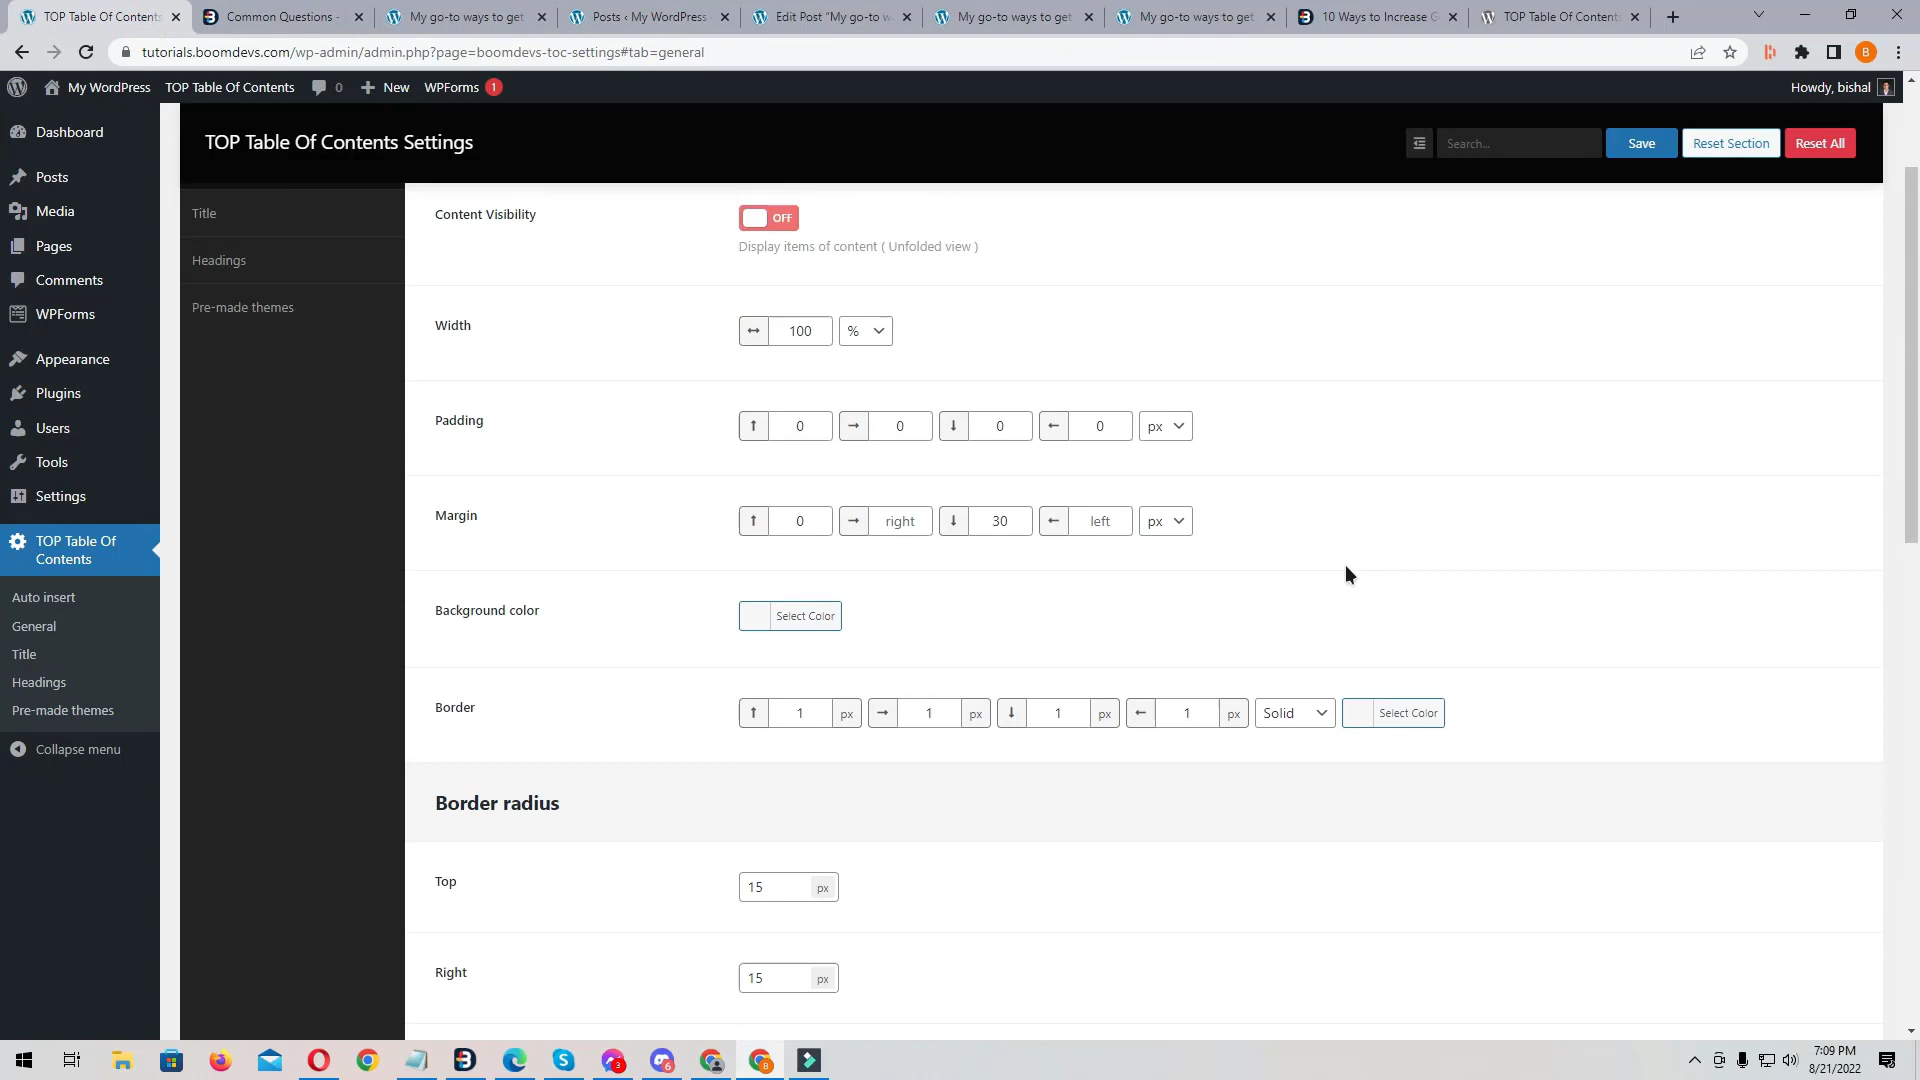 TOP Table Of Contents
Common Questions -
My go-to ways to get
Posts ‹ My WordPress
Edit Post "My go-to w
My go-to ways to get
My go-to ways to get
10 Ways to Increase G
TOP Table Of Content
tutorials.boomdevs.com/wp-admin/admin.php?page=boomdevs-toc-settings#tab=general
B
My WordPress
TOP Table Of Contents
0
New
WPForms
1
Howdy, bishal
Dashboard
Posts
Media
Pages
Comments
WPForms
Appearance
Plugins
Users
Tools
Settings
TOP Table Of
Contents
Auto insert
General
Title
Headings
Pre-made themes
Collapse menu
TOP Table Of Contents Settings
Search...
Save
Reset Section
Reset All
Title
Headings
Pre-made themes
Content Visibility
OFF
Display items of content ( Unfolded view )
Width
100
%
Padding
0
0
0
0
px
Margin
0
right
30
left
px
Background color
Select Color
Border
1 px
1 px
1 px
1 px
Solid
Select Color
Border radius
Top
15 px
Right
15 px
3
6
7:09 PM
8/21/2022